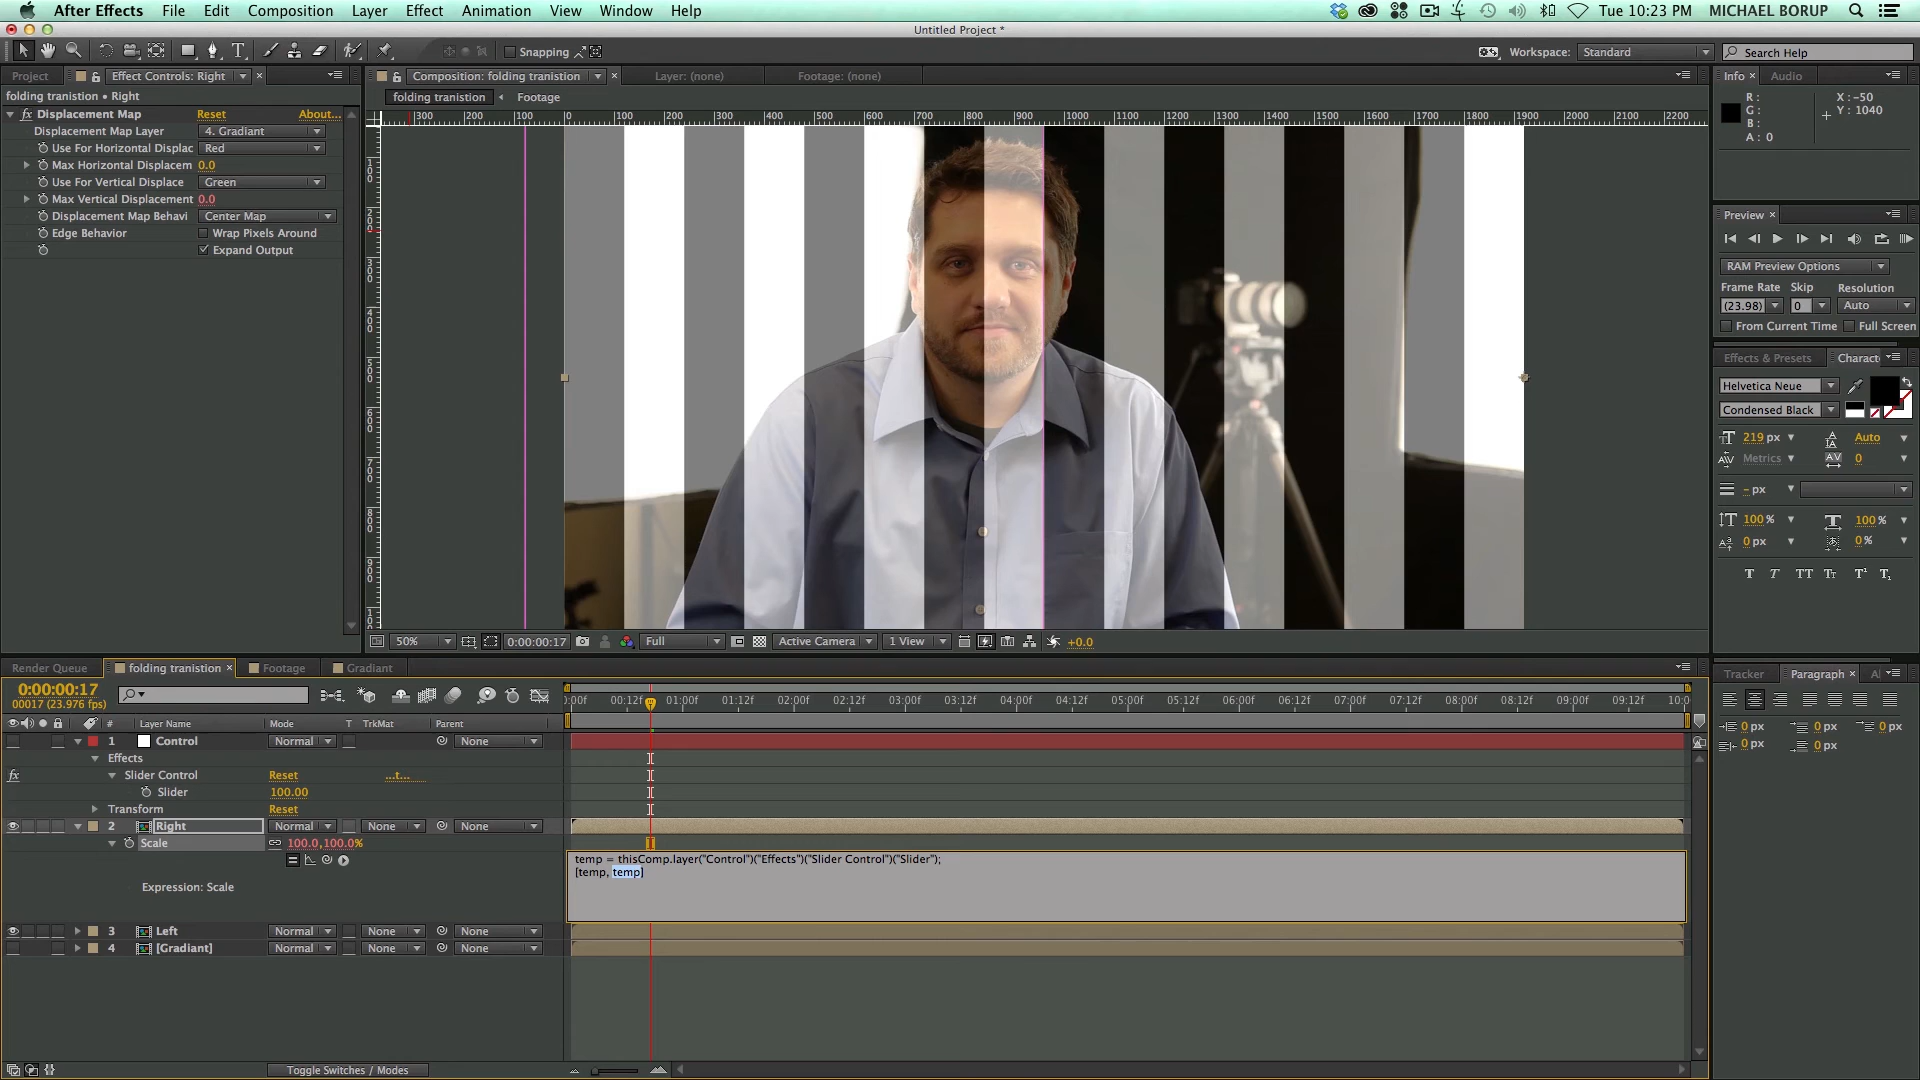 After Effects File Edit Composition Layer Effect Animation View Window Help
Tue 10:23 PM MICHAEL BORUP
Untitled Project *
Snapping
Workspace: Standard
Search Help
Project Effect Controls: Right
Composition: folding transistion Layer: (none) Footage: (none)
Info Audio
folding transistion • Right
folding transistion Footage
Displacement Map Reset About...
Displacement Map Layer 4. Gradiant
Use For Horizontal Displac Red
Max Horizontal Displacem 0.0
Use For Vertical Displace Green
Max Vertical Displacement 0.0
Displacement Map Behavi Center Map
Edge Behavior Wrap Pixels Around
Expand Output
300 200 100 0 100 200 300 400 500 600 700 800 900 1000 1100 1200 1300 1400 1500 1600 1700 1800 1900 2000 2100 2200
R :
G :
B :
A : 0
X : -50
Y : 1040
Preview
RAM Preview Options
Frame Rate Skip Resolution
(23.98) 0 Auto
From Current Time Full Screen
Effects & Presets Charact
Helvetica Neue
Condensed Black
219 px Auto
Metrics 0
- px
100 % 100 %
0 px 0 %
T T TT Tт T¹ T₁
50% 0:00:00:17 Full Active Camera 1 View +0.0
Render Queue folding transistion Footage Gradiant
Tracker Paragraph
0 px 0 px 0 px
0 px 0 px
0:00:00:17
00017 (23.976 fps)
:00f 00:12f 01:00f 01:12f 02:00f 02:12f 03:00f 03:12f 04:00f 04:12f 05:00f 05:12f 06:00f 06:12f 07:00f 07:12f 08:00f 08:12f 09:00f 09:12f 10:0
# Layer Name Mode T TrkMat Parent
1 Control Normal None
Effects
fx Slider Control Reset ...t...
Slider 100.00
Transform Reset
2 Right Normal None None
Scale 100.0,100.0%
temp = thisComp.layer("Control")("Effects")("Slider Control")("Slider");
[temp, temp]
Expression: Scale
3 Left Normal None None
4 [Gradiant] Normal None None
Toggle Switches / Modes